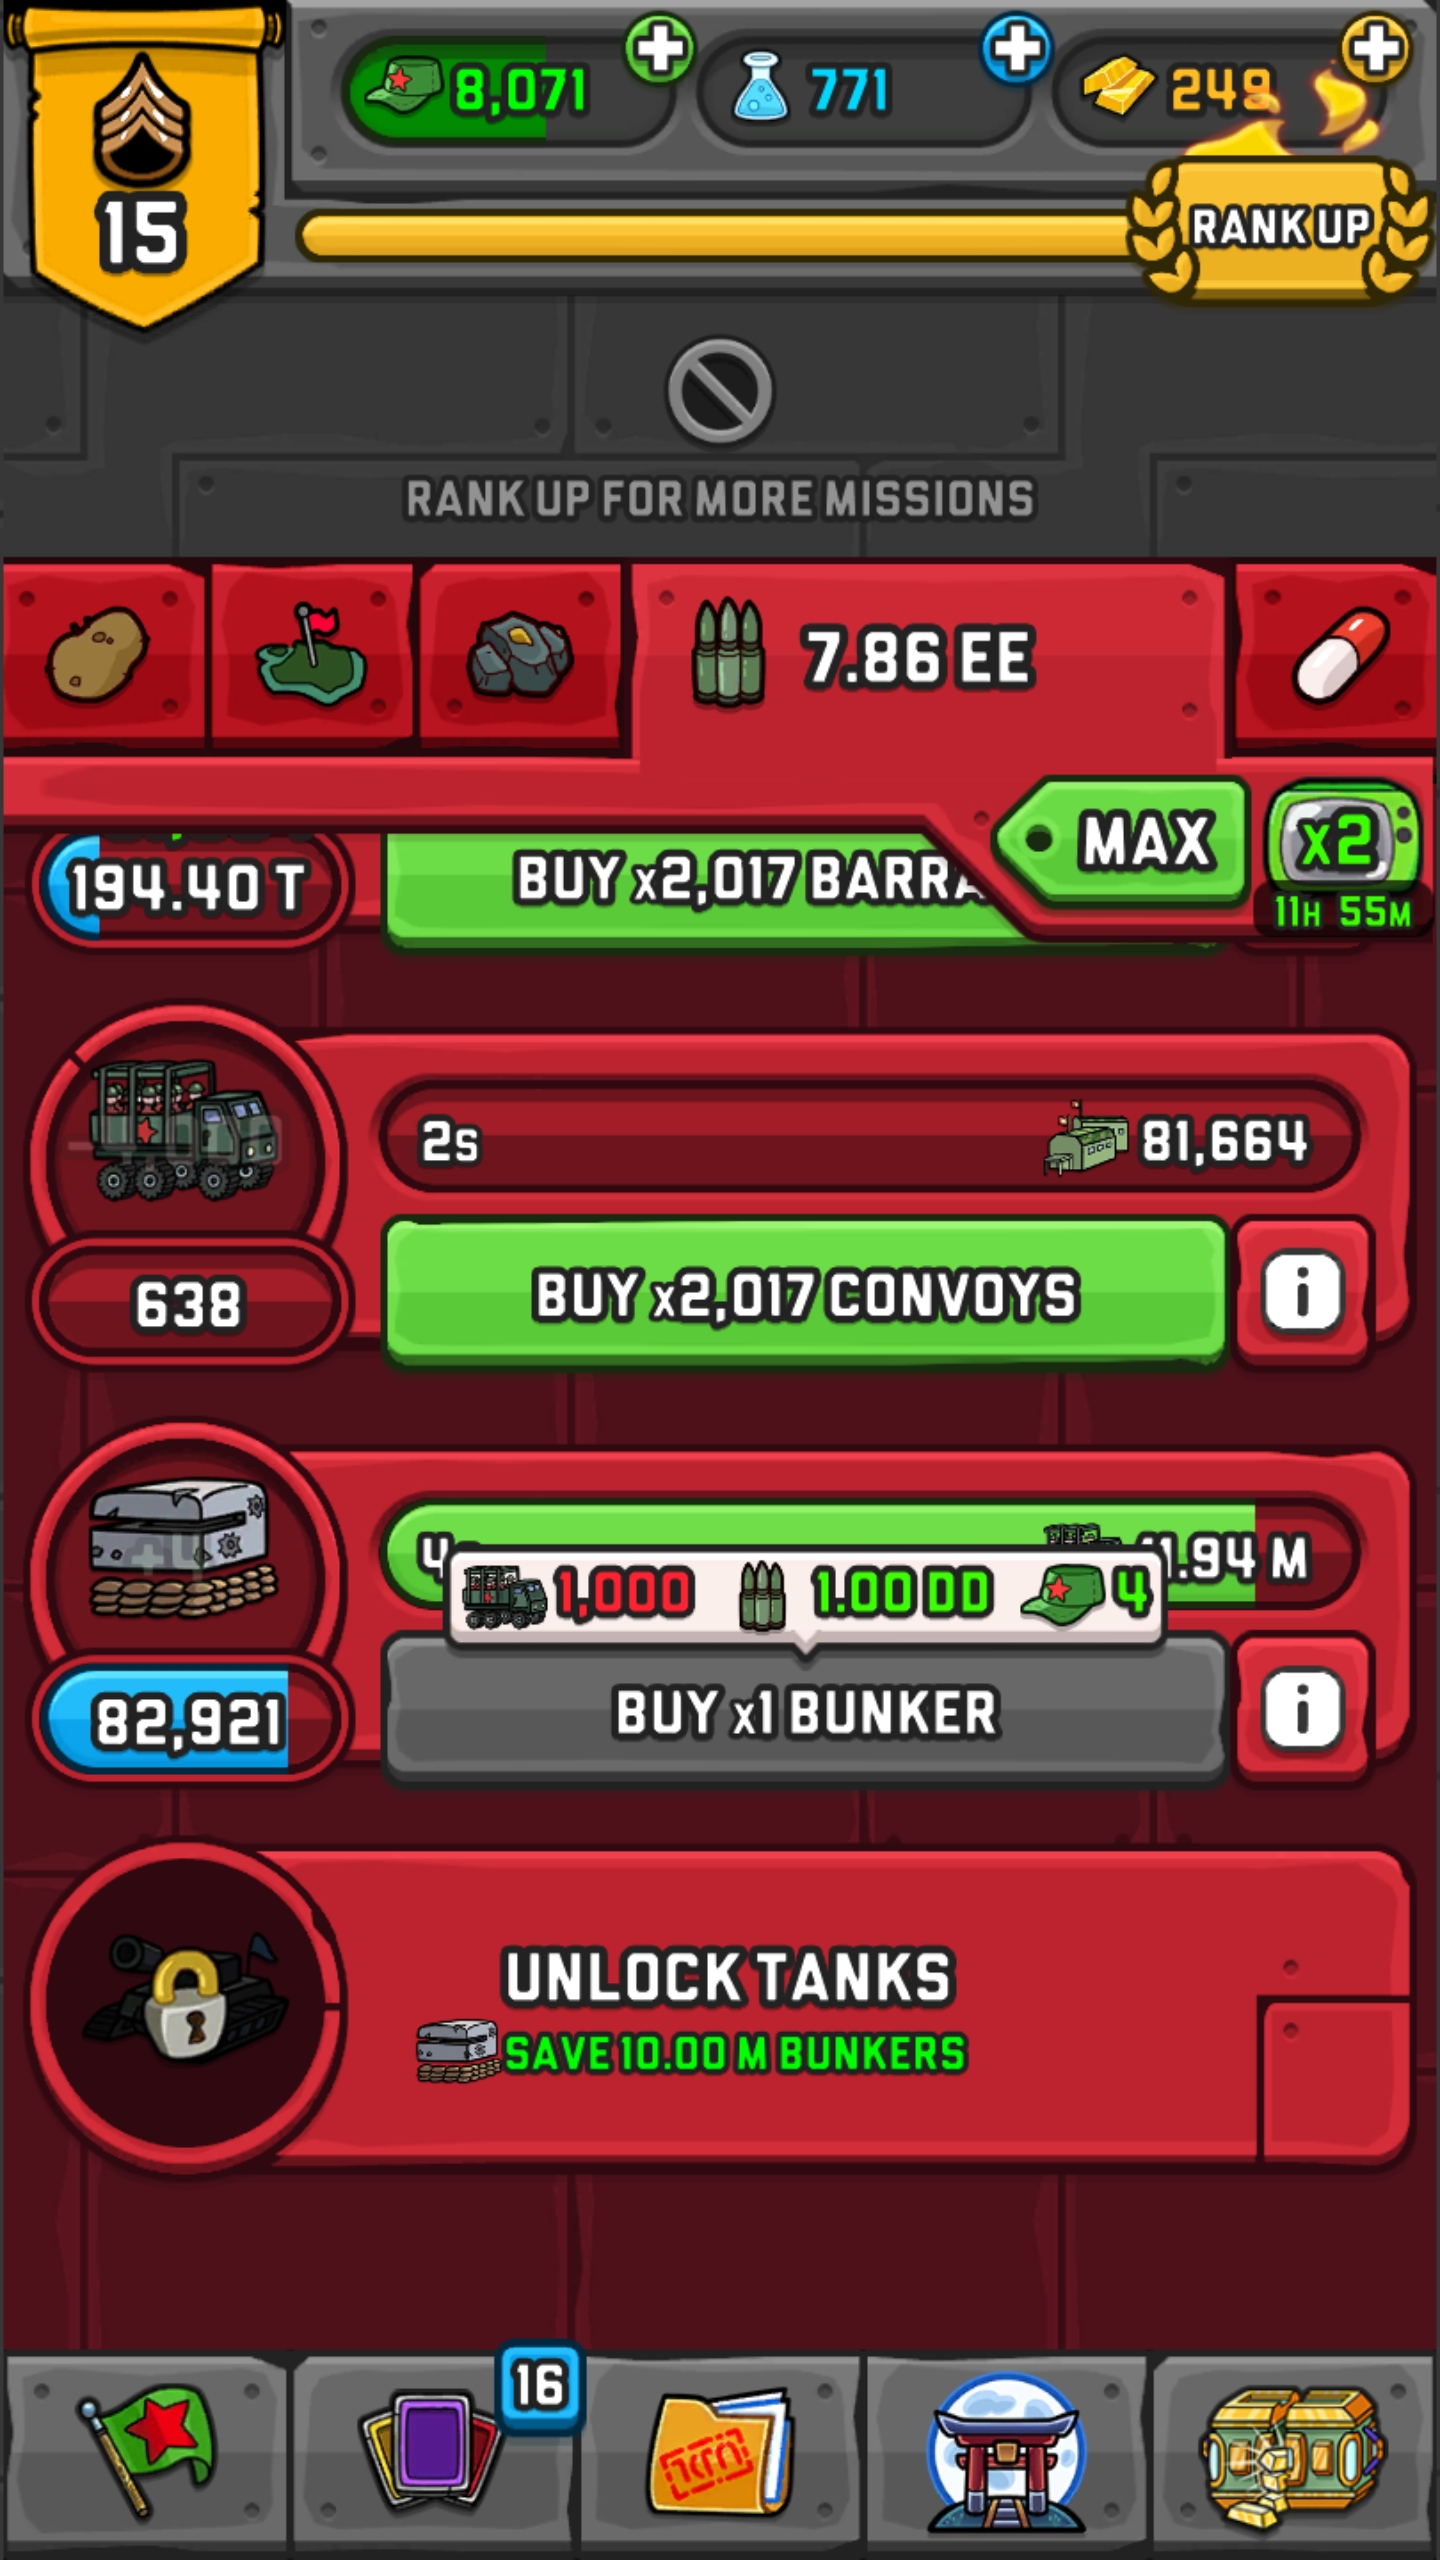 8,071
771
249
15
RANK UP
RANK UP FOR MORE MISSIONS
7.86 EE
MAX
x2
11H 55M
194.40 T
BUY x2,017 BARRA
2s
81,664
638
BUY x2,017 CONVOYS
1.94 M
1,000
1.00 DD
4
82,921
BUY x1 BUNKER
UNLOCK TANKS
SAVE 10.00 M BUNKERS
16